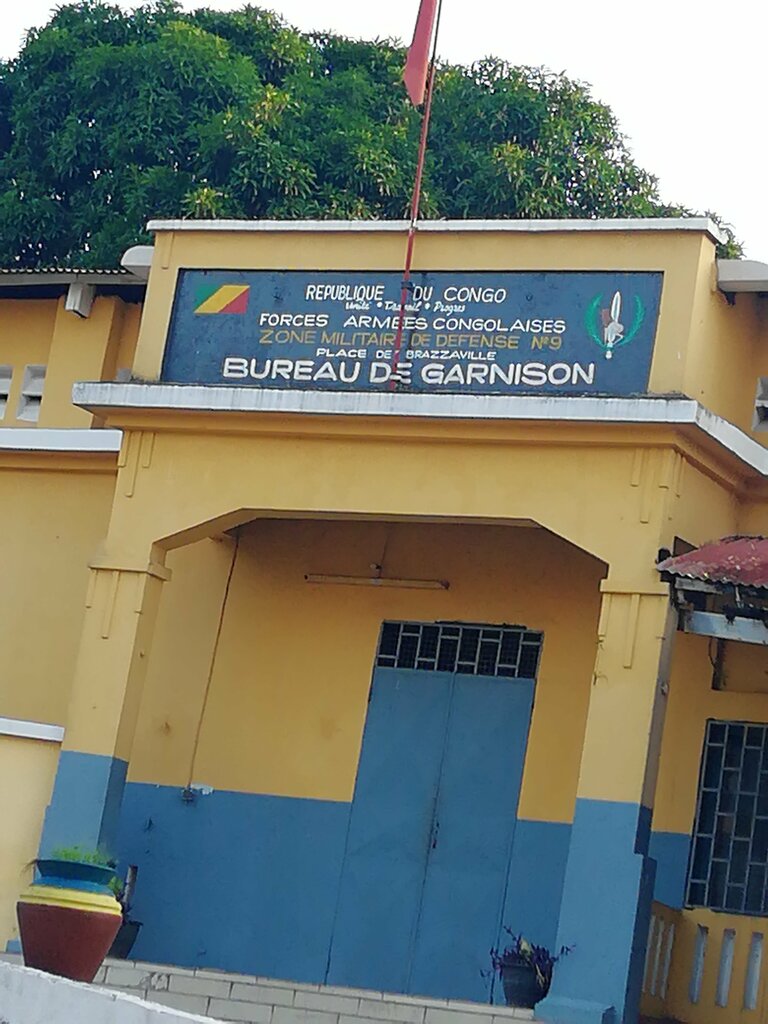 REPUBLIQUE DU CONGO
Unité • Travail • Progres
FORCES ARMEES CONGOLAISES
ZONE MILITAIRE DE DEFENSE N°9
PLACE DE BRAZZAVILLE
BUREAU DE GARNISON